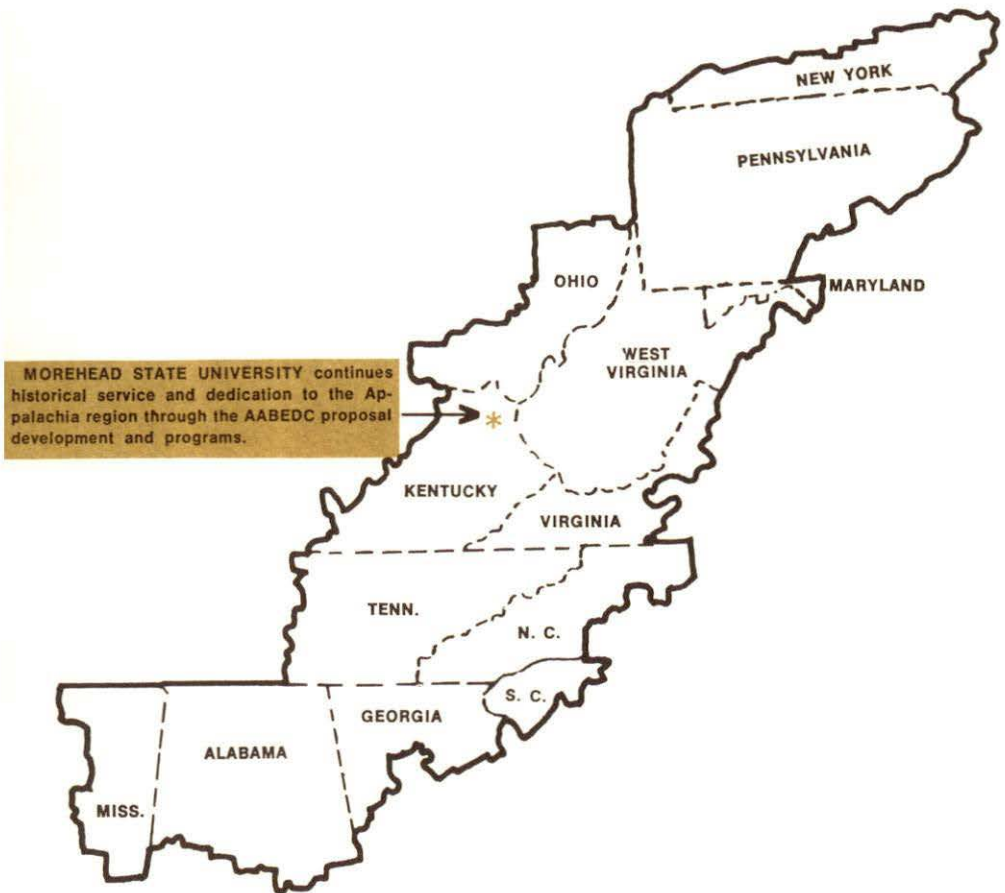 NEW YORK
PENNSYLVANIA
OHIO
MARYLAND
WEST
VIRGINIA
MOREHEAD STATE UNIVERSITY continues
historical service and dedication to the Ap-
palachia region through the AABEDC proposal
development and programs.
*
KENTUCKY
VIRGINIA
TENN.
N. C.
S. C.
GEORGIA
ALABAMA
MISS.